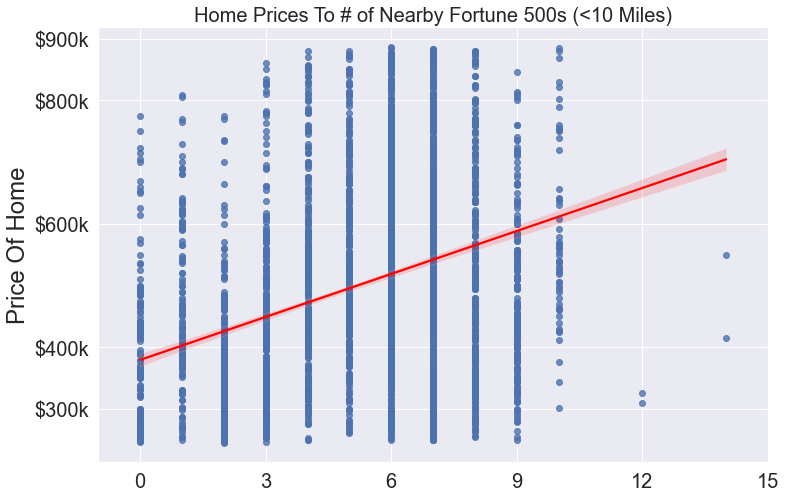 Home Prices To # of Nearby Fortune 500s (<10 Miles)
Price Of Home
$900k
$800k
$600k
$400k
$300k
0 3 6 9 12 15